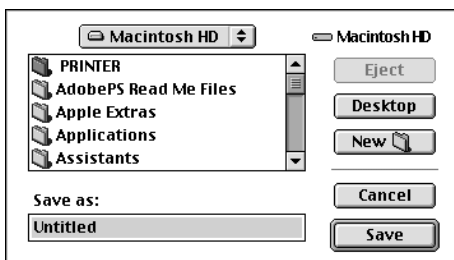 Macintosh HD
Macintosh HD
PRINTER
AdobePS Read Me Files
Apple Extras
Applications
Assistants
Eject
Desktop
New
Save as:
Untitled
Cancel
Save